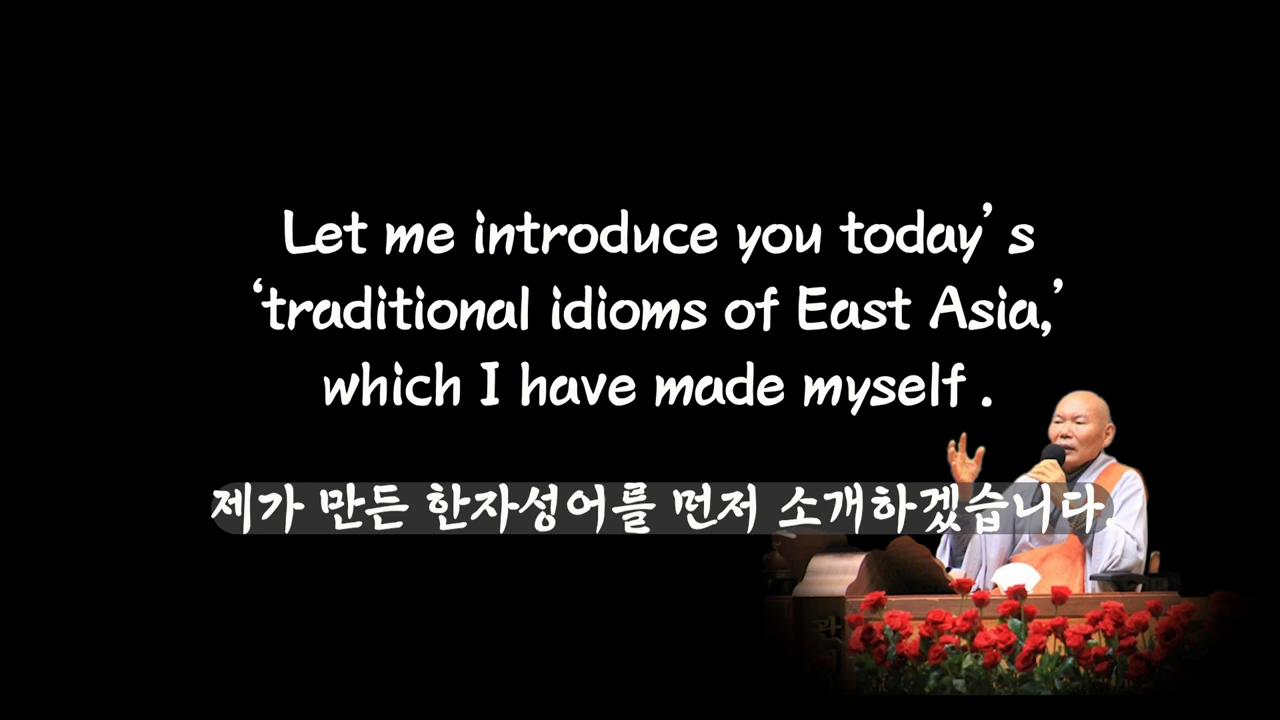 Let me introduce you today’s
‘traditional idioms of East Asia,’
which I have made myself .
제가 만든 한자성어를 먼저 소개하겠습니다.